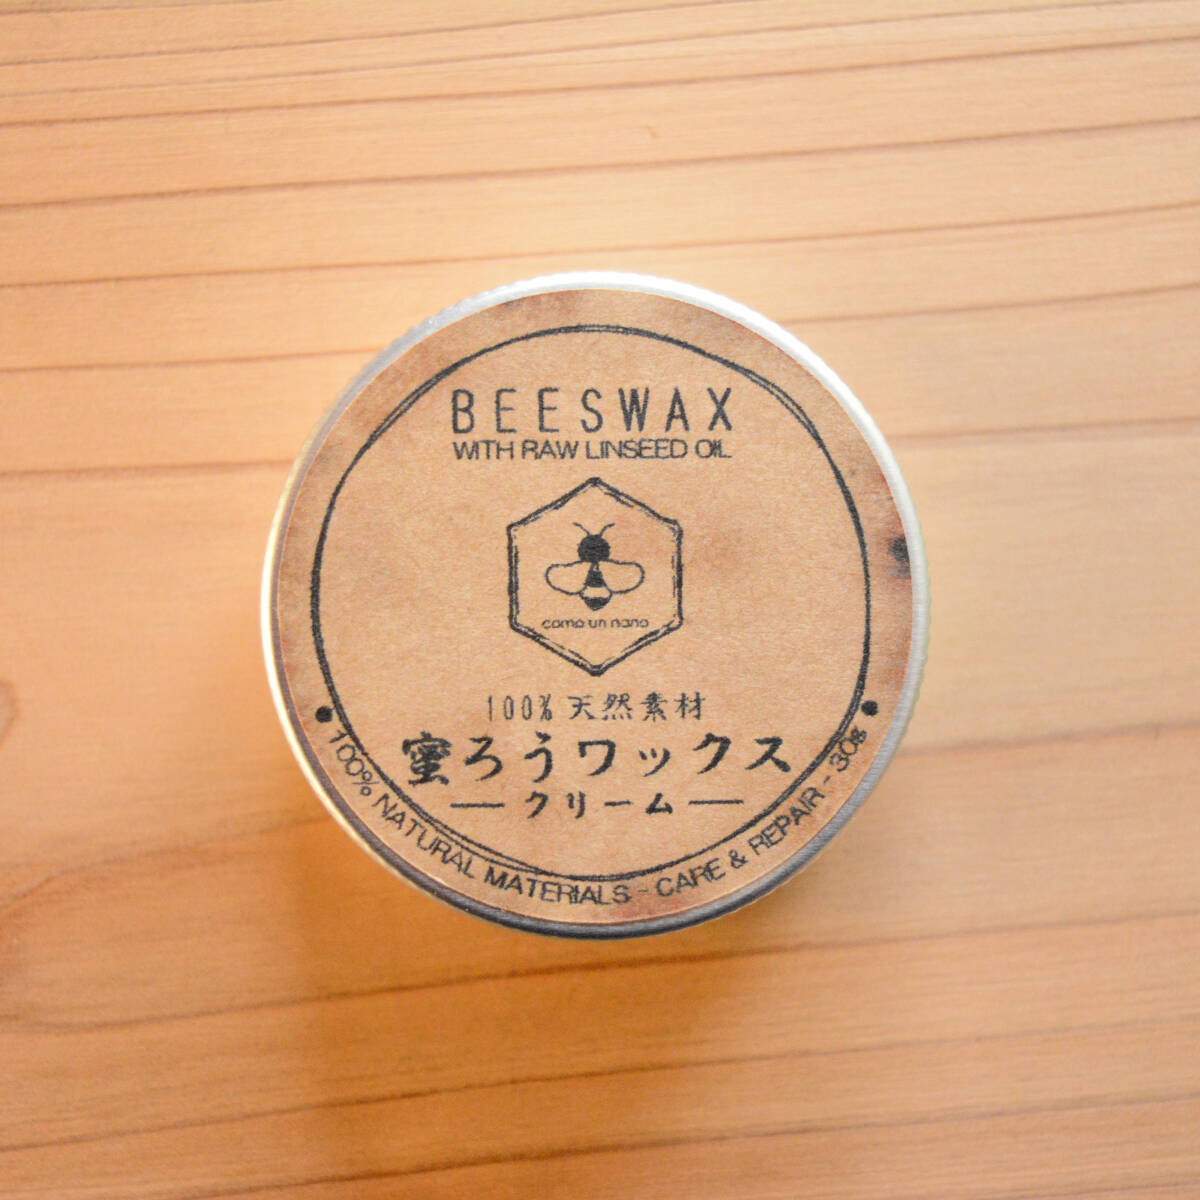 BEESWAX
WITH RAW LINSEED OIL
como un nano
100% 天然素材
蜜ろうワックス
クリーム
100% NATURAL MATERIALS - CARE & REPAIR - 30g